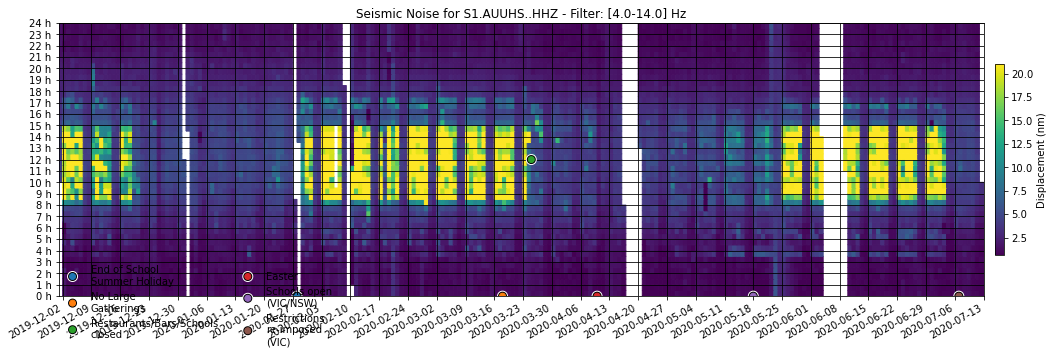 Seismic Noise for S1.AUUHS..HHZ - Filter: [4.0-14.0] Hz
24 h
23 h
22 h
21 h
20 h
19 h
18 h
17 h
16 h
15 h
14 h
13 h
12 h
11 h
10 h
9 h
8 h
7 h
6 h
5 h
4 h
3 h
2 h
1 h
0 h
20.0
17.5
15.0
12.5
10.0
7.5
5.0
2.5
Displacement (nm)
End of School
Summer Holiday
No Large
Gatherings
Restaurants/Bars/Schools
closed
Easter
Schools open
(VIC/NSW)
Restrictions
re-imposed
(VIC)
2019-12-02
2020-01-06
2020-01-13
2020-01-20
2020-02-10
2020-02-17
2020-02-24
2020-03-02
2020-03-09
2020-03-16
2020-03-23
2020-03-30
2020-04-06
2020-04-13
2020-04-20
2020-04-27
2020-05-04
2020-05-11
2020-05-18
2020-05-25
2020-06-01
2020-06-08
2020-06-15
2020-06-22
2020-06-29
2020-07-06
2020-07-13